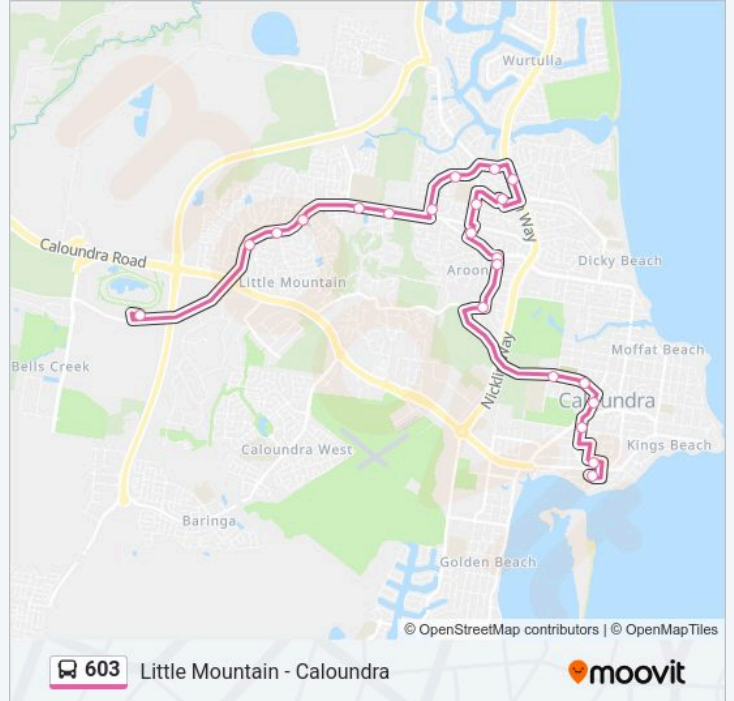 Wurtulla
Way
Caloundra Road
Dicky Beach
Aroon
Little Mountain
Moffat Beach
Bells Creek
Nicklin Way
Caloundra
Kings Beach
Caloundra West
Baringa
Golden Beach
© OpenStreetMap contributors | © OpenMapTiles
603 Little Mountain - Caloundra
moovit